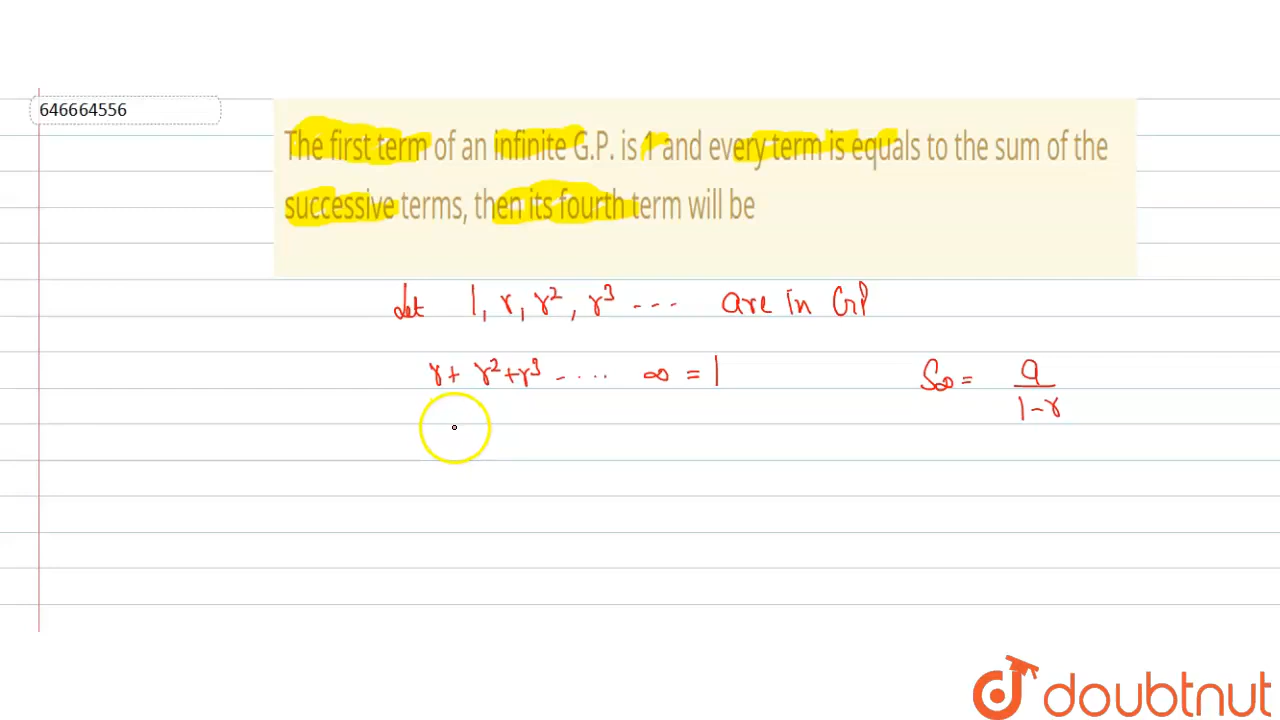 646664556
The first term of an infinite G.P. is 1 and every term is equals to the sum of the
successive terms, then its fourth term will be
Let 1, r, r², r³ --- are in GP
r + r² + r³ ..... ∞ = 1
S∞ = a / 1-r
doubtnut